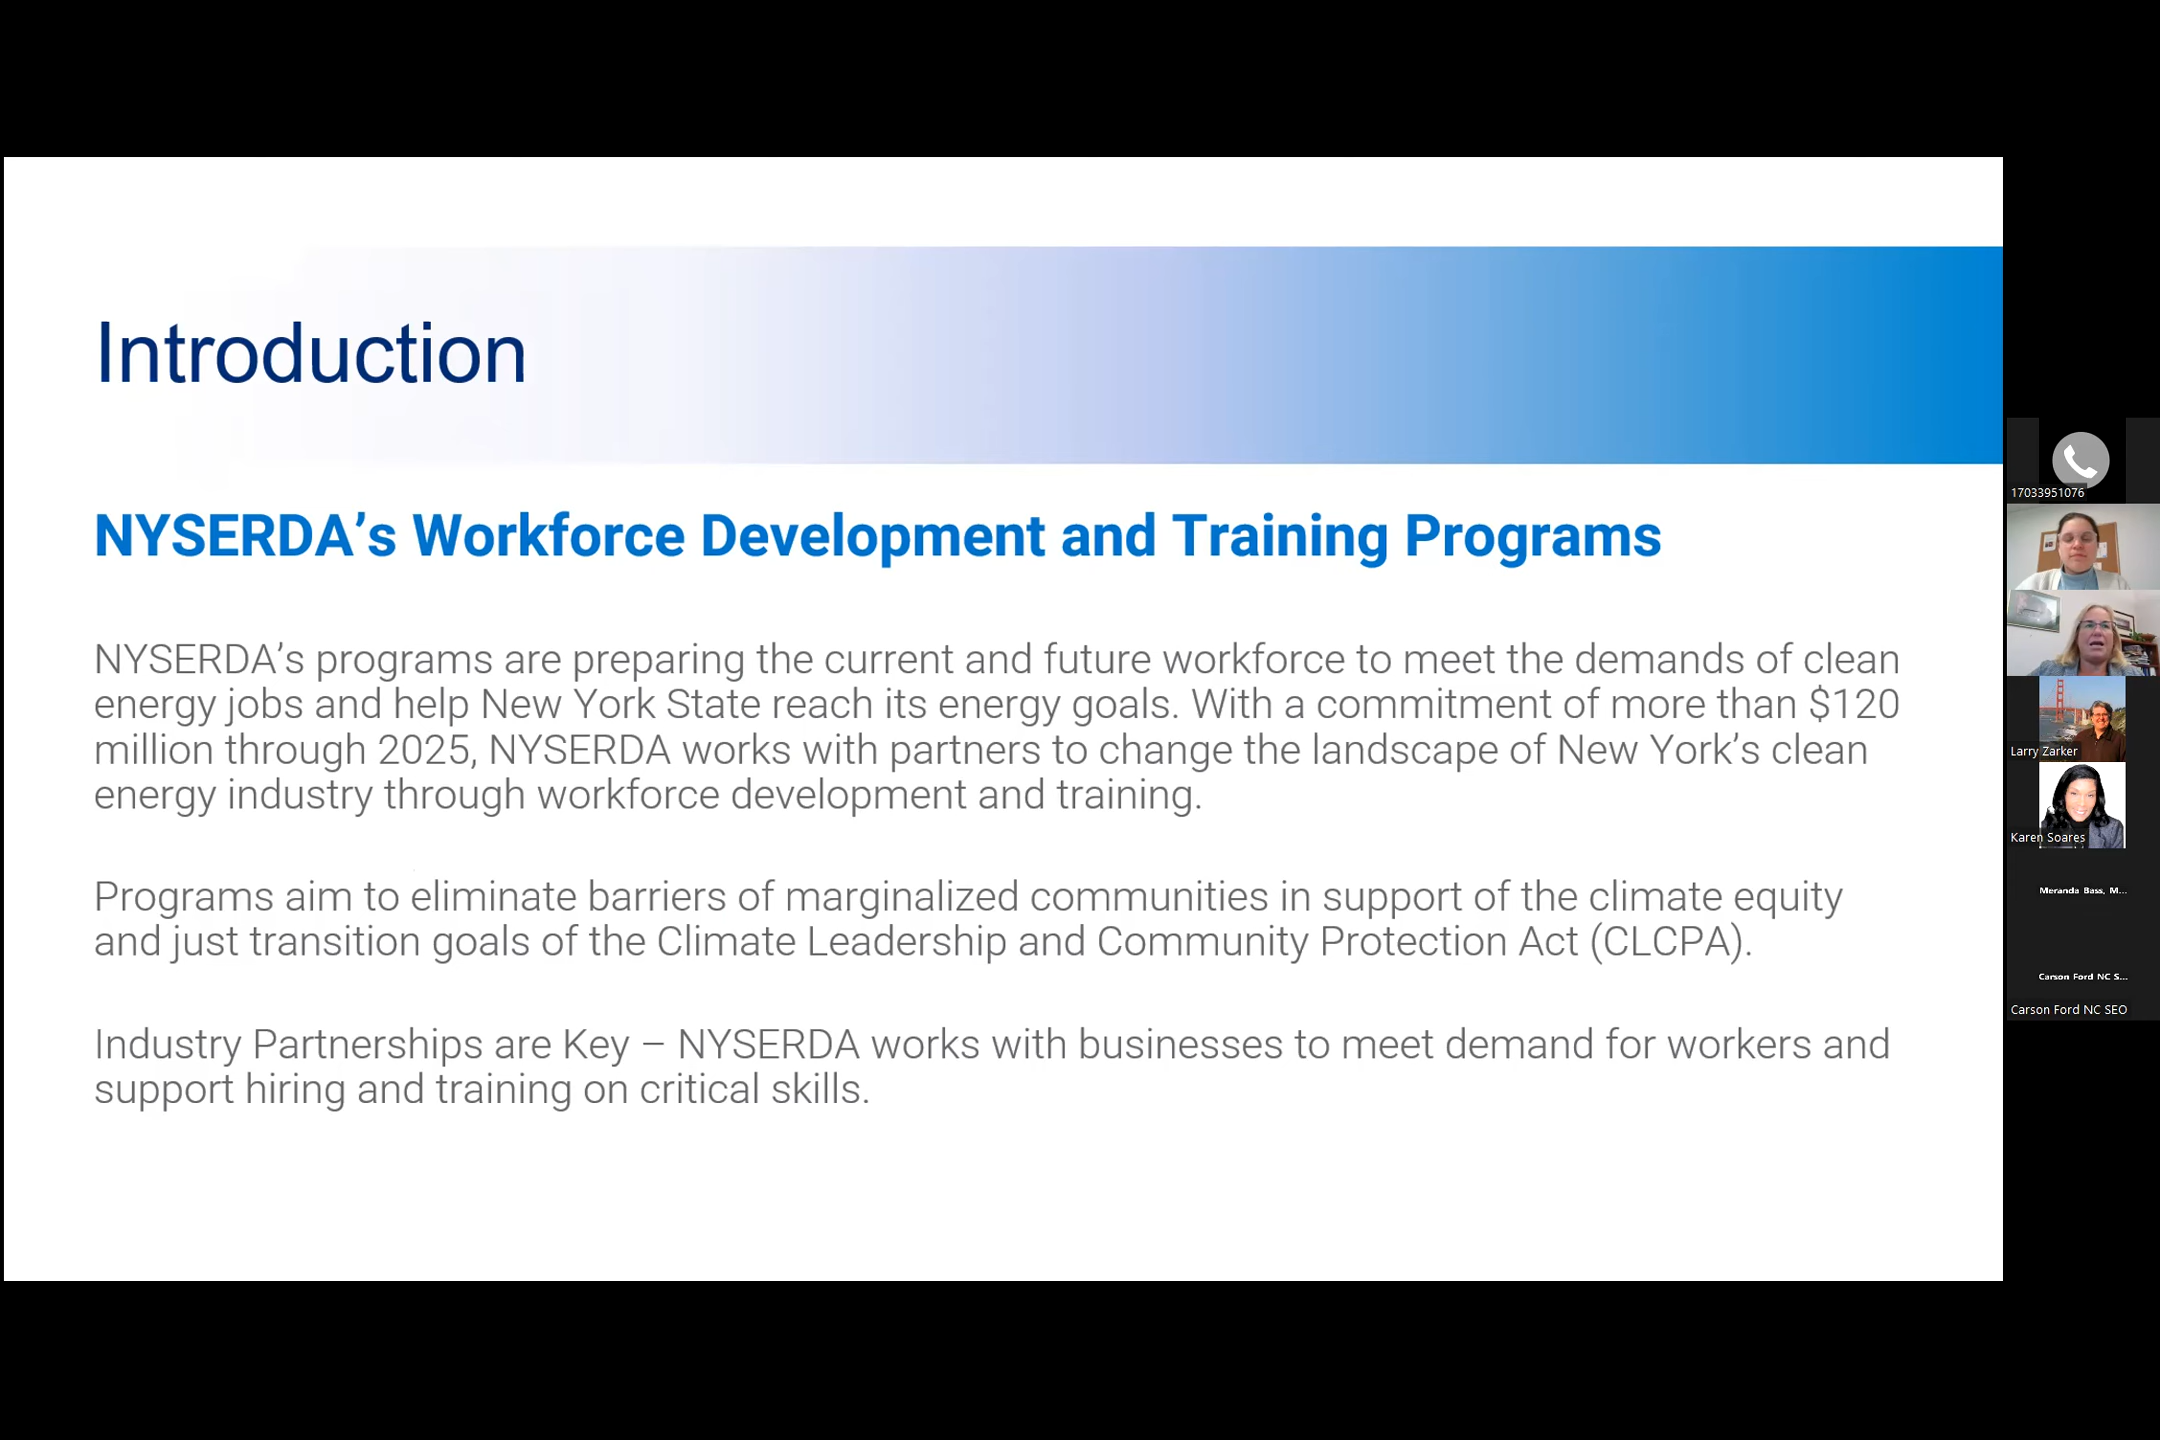 Introduction
NYSERDA’s Workforce Development and Training Programs
NYSERDA’s programs are preparing the current and future workforce to meet the demands of clean
energy jobs and help New York State reach its energy goals. With a commitment of more than $120
million through 2025, NYSERDA works with partners to change the landscape of New York’s clean
energy industry through workforce development and training.
Programs aim to eliminate barriers of marginalized communities in support of the climate equity
and just transition goals of the Climate Leadership and Community Protection Act (CLCPA).
Industry Partnerships are Key – NYSERDA works with businesses to meet demand for workers and
support hiring and training on critical skills.
17033951076
Larry Zarker
Karen Soares
Meranda Bass, M...
Carson Ford NC S...
Carson Ford NC SEO